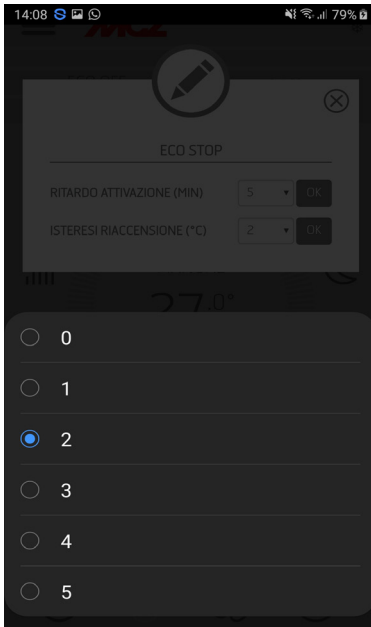 14:08 79%
MCZ
ECO STOP
RITARDO ATTIVAZIONE (MIN) 5 OK
ISTERESI RIACCENSIONE (°C) 2 OK
27.0°
0
1
2
3
4
5